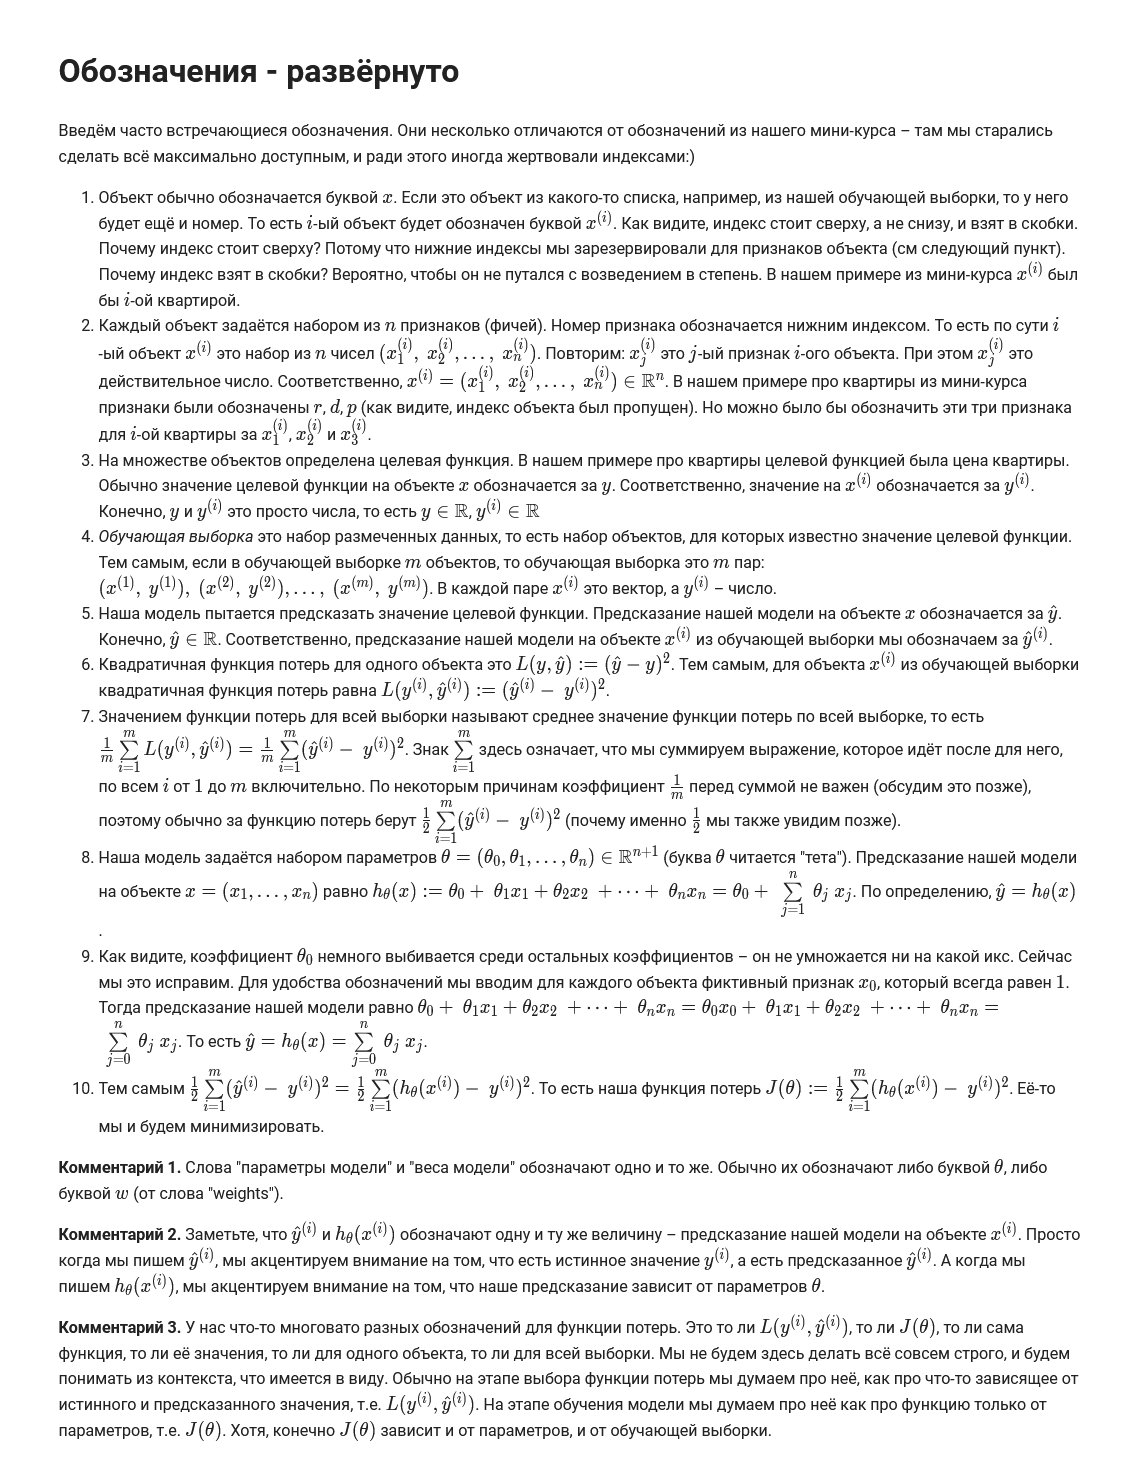 Обозначения - развёрнуто
Введём часто встречающиеся обозначения. Они несколько отличаются от обозначений из нашего мини-курса – там мы старались
сделать всё максимально доступным, и ради этого иногда жертвовали индексами:)
1. Объект обычно обозначается буквой $x$. Если это объект из какого-то списка, например, из нашей обучающей выборки, то у него
будет ещё и номер. То есть $i$-ый объект будет обозначен буквой $x^{(i)}$. Как видите, индекс стоит сверху, а не снизу, и взят в скобки.
Почему индекс стоит сверху? Потому что нижние индексы мы зарезервировали для признаков объекта (см следующий пункт).
Почему индекс взят в скобки? Вероятно, чтобы он не путался с возведением в степень. В нашем примере из мини-курса $x^{(i)}$ был
бы $i$-ой квартирой.
2. Каждый объект задаётся набором из $n$ признаков (фичей). Номер признака обозначается нижним индексом. То есть по сути $i$
-ый объект $x^{(i)}$ это набор из $n$ чисел $(x_1^{(i)}, x_2^{(i)}, \ldots, x_n^{(i)})$. Повторим: $x_j^{(i)}$ это $j$-ый признак $i$-ого объекта. При этом $x_j^{(i)}$ это
действительное число. Соответственно, $x^{(i)} = (x_1^{(i)}, x_2^{(i)}, \ldots, x_n^{(i)}) \in \mathbb{R}^n$. В нашем примере про квартиры из мини-курса
признаки были обозначены $r$, $d$, $p$ (как видите, индекс объекта был пропущен). Но можно было бы обозначить эти три признака
для $i$-ой квартиры за $x_1^{(i)}$, $x_2^{(i)}$ и $x_3^{(i)}$.
3. На множестве объектов определена целевая функция. В нашем примере про квартиры целевой функцией была цена квартиры.
Обычно значение целевой функции на объекте $x$ обозначается за $y$. Соответственно, значение на $x^{(i)}$ обозначается за $y^{(i)}$.
Конечно, $y$ и $y^{(i)}$ это просто числа, то есть $y \in \mathbb{R}$, $y^{(i)} \in \mathbb{R}$
4. Обучающая выборка это набор размеченных данных, то есть набор объектов, для которых известно значение целевой функции.
Тем самым, если в обучающей выборке $m$ объектов, то обучающая выборка это $m$ пар:
$(x^{(1)}, y^{(1)}), (x^{(2)}, y^{(2)}), \ldots, (x^{(m)}, y^{(m)})$. В каждой паре $x^{(i)}$ это вектор, а $y^{(i)}$ – число.
5. Наша модель пытается предсказать значение целевой функции. Предсказание нашей модели на объекте $x$ обозначается за $\hat{y}$.
Конечно, $\hat{y} \in \mathbb{R}$. Соответственно, предсказание нашей модели на объекте $x^{(i)}$ из обучающей выборки мы обозначаем за $\hat{y}^{(i)}$.
6. Квадратичная функция потерь для одного объекта это $L(y, \hat{y}) := (\hat{y} - y)^2$. Тем самым, для объекта $x^{(i)}$ из обучающей выборки
квадратичная функция потерь равна $L(y^{(i)}, \hat{y}^{(i)}) := (\hat{y}^{(i)} - y^{(i)})^2$.
7. Значением функции потерь для всей выборки называют среднее значение функции потерь по всей выборке, то есть
$\frac{1}{m} \sum_{i=1}^{m} L(y^{(i)}, \hat{y}^{(i)}) = \frac{1}{m} \sum_{i=1}^{m} (\hat{y}^{(i)} - y^{(i)})^2$. Знак $\sum_{i=1}^{m}$ здесь означает, что мы суммируем выражение, которое идёт после для него,
по всем $i$ от $1$ до $m$ включительно. По некоторым причинам коэффициент $\frac{1}{m}$ перед суммой не важен (обсудим это позже),
поэтому обычно за функцию потерь берут $\frac{1}{2} \sum_{i=1}^{m} (\hat{y}^{(i)} - y^{(i)})^2$ (почему именно $\frac{1}{2}$ мы также увидим позже).
8. Наша модель задаётся набором параметров $\theta = (\theta_0, \theta_1, \ldots, \theta_n) \in \mathbb{R}^{n+1}$ (буква $\theta$ читается "тета"). Предсказание нашей модели
на объекте $x = (x_1, \ldots, x_n)$ равно $h_\theta(x) := \theta_0 + \theta_1 x_1 + \theta_2 x_2 + \cdots + \theta_n x_n = \theta_0 + \sum_{j=1}^{n} \theta_j x_j$. По определению, $\hat{y} = h_\theta(x)$
.
9. Как видите, коэффициент $\theta_0$ немного выбивается среди остальных коэффициентов – он не умножается ни на какой икс. Сейчас
мы это исправим. Для удобства обозначений мы вводим для каждого объекта фиктивный признак $x_0$, который всегда равен $1$.
Тогда предсказание нашей модели равно $\theta_0 + \theta_1 x_1 + \theta_2 x_2 + \cdots + \theta_n x_n = \theta_0 x_0 + \theta_1 x_1 + \theta_2 x_2 + \cdots + \theta_n x_n =$
$\sum_{j=0}^{n} \theta_j x_j$. То есть $\hat{y} = h_\theta(x) = \sum_{j=0}^{n} \theta_j x_j$.
10. Тем самым $\frac{1}{2} \sum_{i=1}^{m} (\hat{y}^{(i)} - y^{(i)})^2 = \frac{1}{2} \sum_{i=1}^{m} (h_\theta(x^{(i)}) - y^{(i)})^2$. То есть наша функция потерь $J(\theta) := \frac{1}{2} \sum_{i=1}^{m} (h_\theta(x^{(i)}) - y^{(i)})^2$. Её-то
мы и будем минимизировать.
Комментарий 1. Слова "параметры модели" и "веса модели" обозначают одно и то же. Обычно их обозначают либо буквой $\theta$, либо
буквой $w$ (от слова "weights").
Комментарий 2. Заметьте, что $\hat{y}^{(i)}$ и $h_\theta(x^{(i)})$ обозначают одну и ту же величину – предсказание нашей модели на объекте $x^{(i)}$. Просто
когда мы пишем $\hat{y}^{(i)}$, мы акцентируем внимание на том, что есть истинное значение $y^{(i)}$, а есть предсказанное $\hat{y}^{(i)}$. А когда мы
пишем $h_\theta(x^{(i)})$, мы акцентируем внимание на том, что наше предсказание зависит от параметров $\theta$.
Комментарий 3. У нас что-то многовато разных обозначений для функции потерь. Это то ли $L(y^{(i)}, \hat{y}^{(i)})$, то ли $J(\theta)$, то ли сама
функция, то ли её значения, то ли для одного объекта, то ли для всей выборки. Мы не будем здесь делать всё совсем строго, и будем
понимать из контекста, что имеется в виду. Обычно на этапе выбора функции потерь мы думаем про неё, как про что-то зависящее от
истинного и предсказанного значения, т.е. $L(y^{(i)}, \hat{y}^{(i)})$. На этапе обучения модели мы думаем про неё как про функцию только от
параметров, т.е. $J(\theta)$. Хотя, конечно $J(\theta)$ зависит и от параметров, и от обучающей выборки.